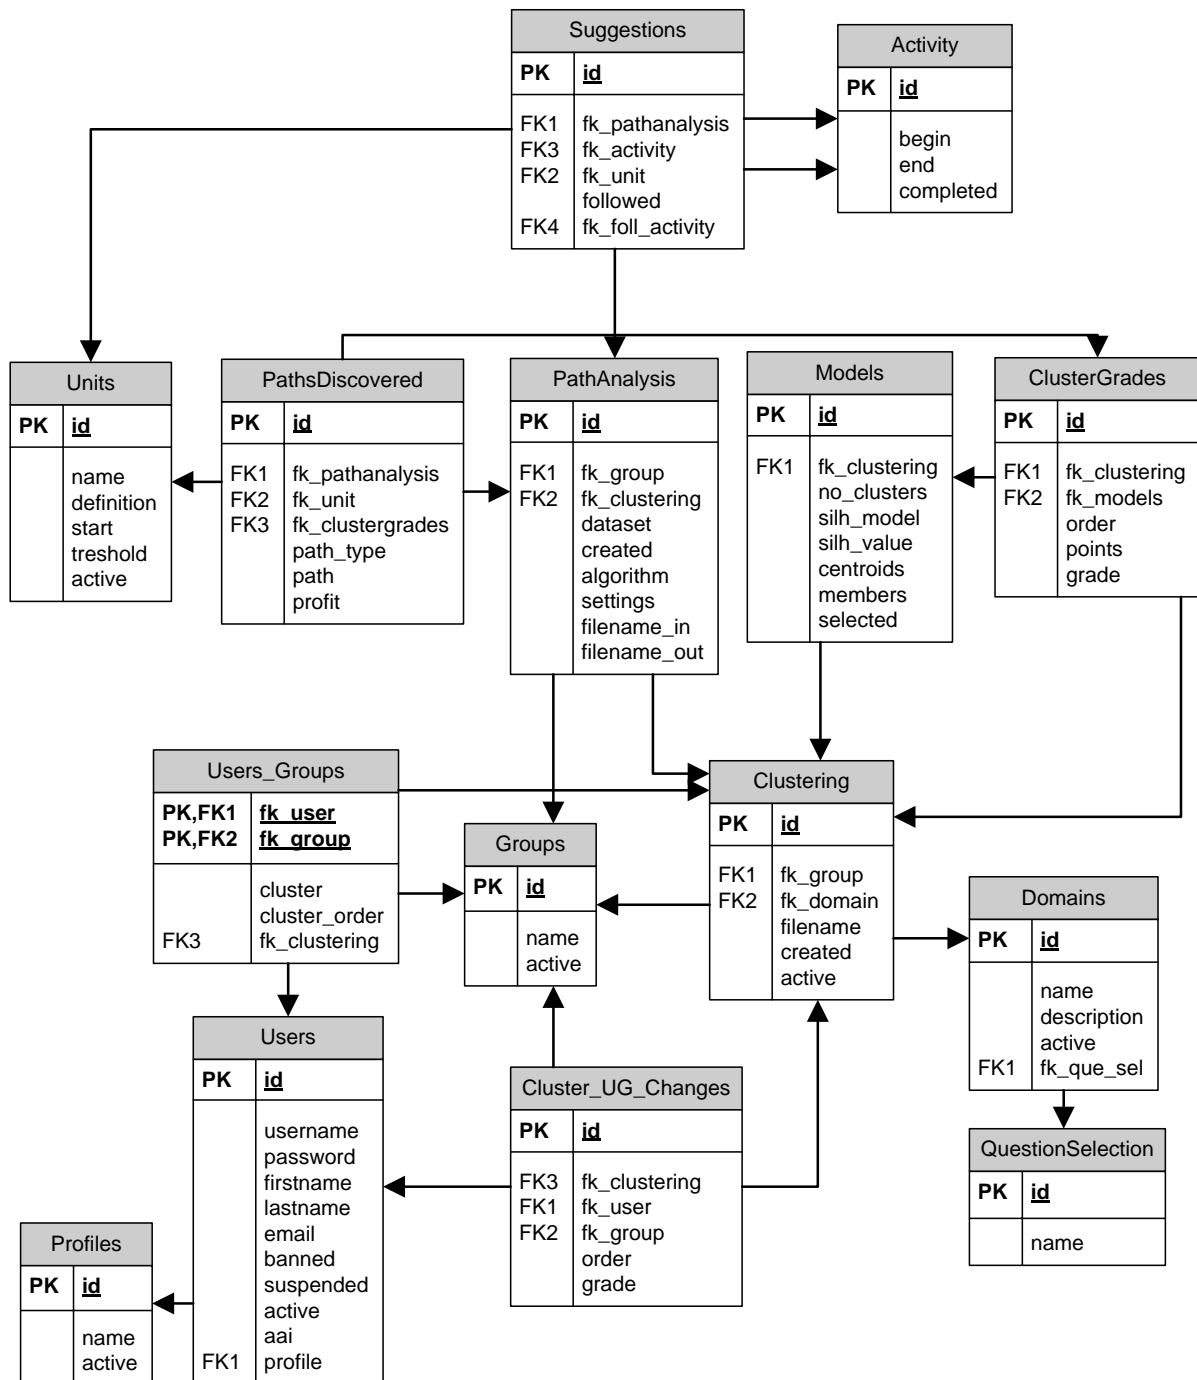 Suggestions
PK id
FK1 fk_pathanalysis
FK3 fk_activity
FK2 fk_unit
followed
FK4 fk_foll_activity
Activity
PK id
begin
end
completed
Units
PK id
name
definition
start
treshold
active
PathsDiscovered
PK id
FK1 fk_pathanalysis
FK2 fk_unit
FK3 fk_clustergrades
path_type
path
profit
PathAnalysis
PK id
FK1 fk_group
FK2 fk_clustering
dataset
created
algorithm
settings
filename_in
filename_out
Models
PK id
FK1 fk_clustering
no_clusters
silh_model
silh_value
centroids
members
selected
ClusterGrades
PK id
FK1 fk_clustering
FK2 fk_models
order
points
grade
Users_Groups
PK,FK1 fk_user
PK,FK2 fk_group
cluster
cluster_order
FK3 fk_clustering
Groups
PK id
name
active
Clustering
PK id
FK1 fk_group
FK2 fk_domain
filename
created
active
Domains
PK id
name
description
active
FK1 fk_que_sel
Users
PK id
username
password
firstname
lastname
email
banned
suspended
active
aai
FK1 profile
Cluster_UG_Changes
PK id
FK3 fk_clustering
FK1 fk_user
FK2 fk_group
order
grade
QuestionSelection
PK id
name
Profiles
PK id
name
active